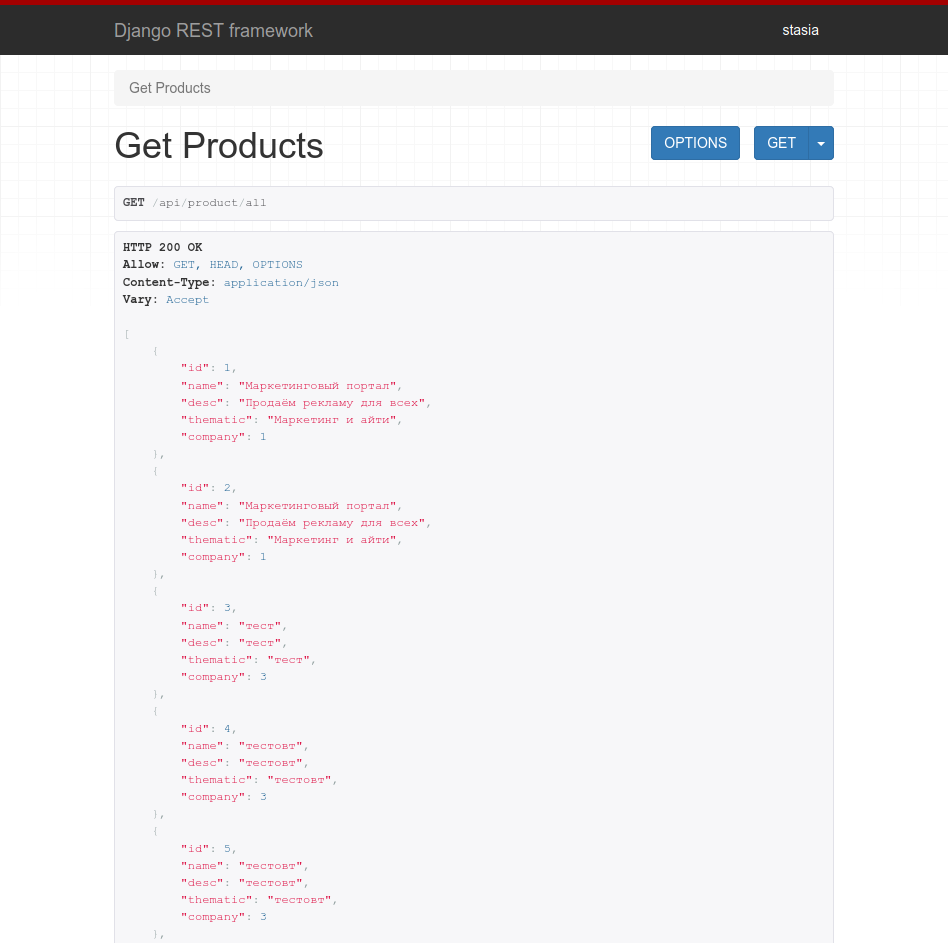 Django REST framework
stasia
Get Products
Get Products
OPTIONS
GET
GET /api/product/all
HTTP 200 OK
Allow: GET, HEAD, OPTIONS
Content-Type: application/json
Vary: Accept
[
    {
        "id": 1,
        "name": "Маркетинговый портал",
        "desc": "Продаём рекламу для всех",
        "thematic": "Маркетинг и айти",
        "company": 1
    },
    {
        "id": 2,
        "name": "Маркетинговый портал",
        "desc": "Продаём рекламу для всех",
        "thematic": "Маркетинг и айти",
        "company": 1
    },
    {
        "id": 3,
        "name": "тест",
        "desc": "тест",
        "thematic": "тест",
        "company": 3
    },
    {
        "id": 4,
        "name": "тестовт",
        "desc": "тестовт",
        "thematic": "тестовт",
        "company": 3
    },
    {
        "id": 5,
        "name": "тестовт",
        "desc": "тестовт",
        "thematic": "тестовт",
        "company": 3
    },